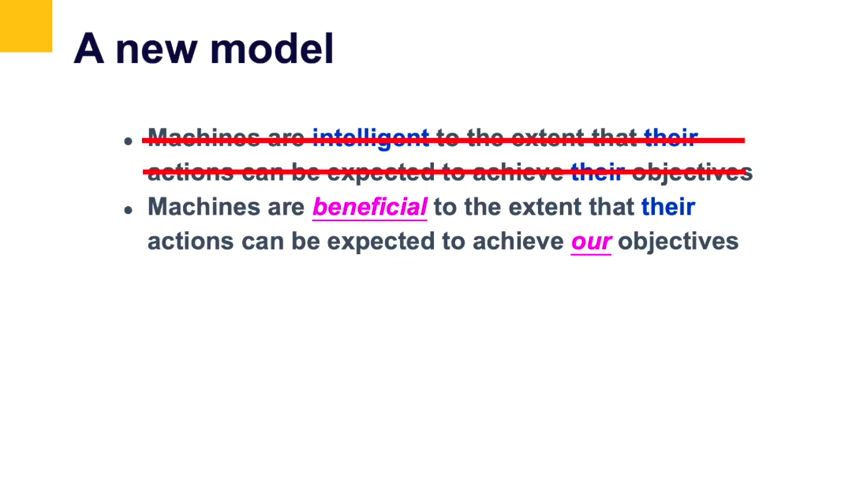 A new model
• Machines are intelligent to the extent that their
actions can be expected to achieve their objectives
• Machines are beneficial to the extent that their
actions can be expected to achieve our objectives